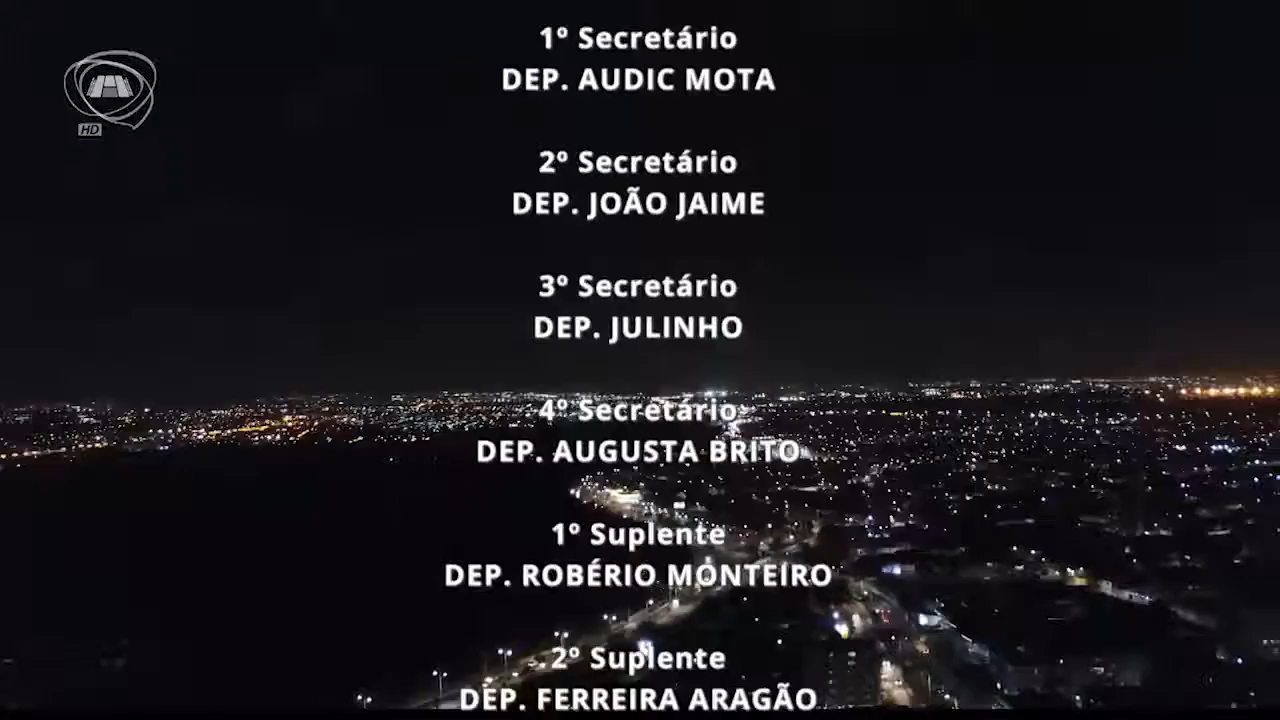 1º Secretário
DEP. AUDIC MOTA
HD
2º Secretário
DEP. JOÃO JAIME
3º Secretário
DEP. JULINHO
4º Secretário
DEP. AUGUSTA BRITO
1º Suplente
DEP. ROBÉRIO MONTEIRO
2º Suplente
DEP. FERREIRA ARAGÃO